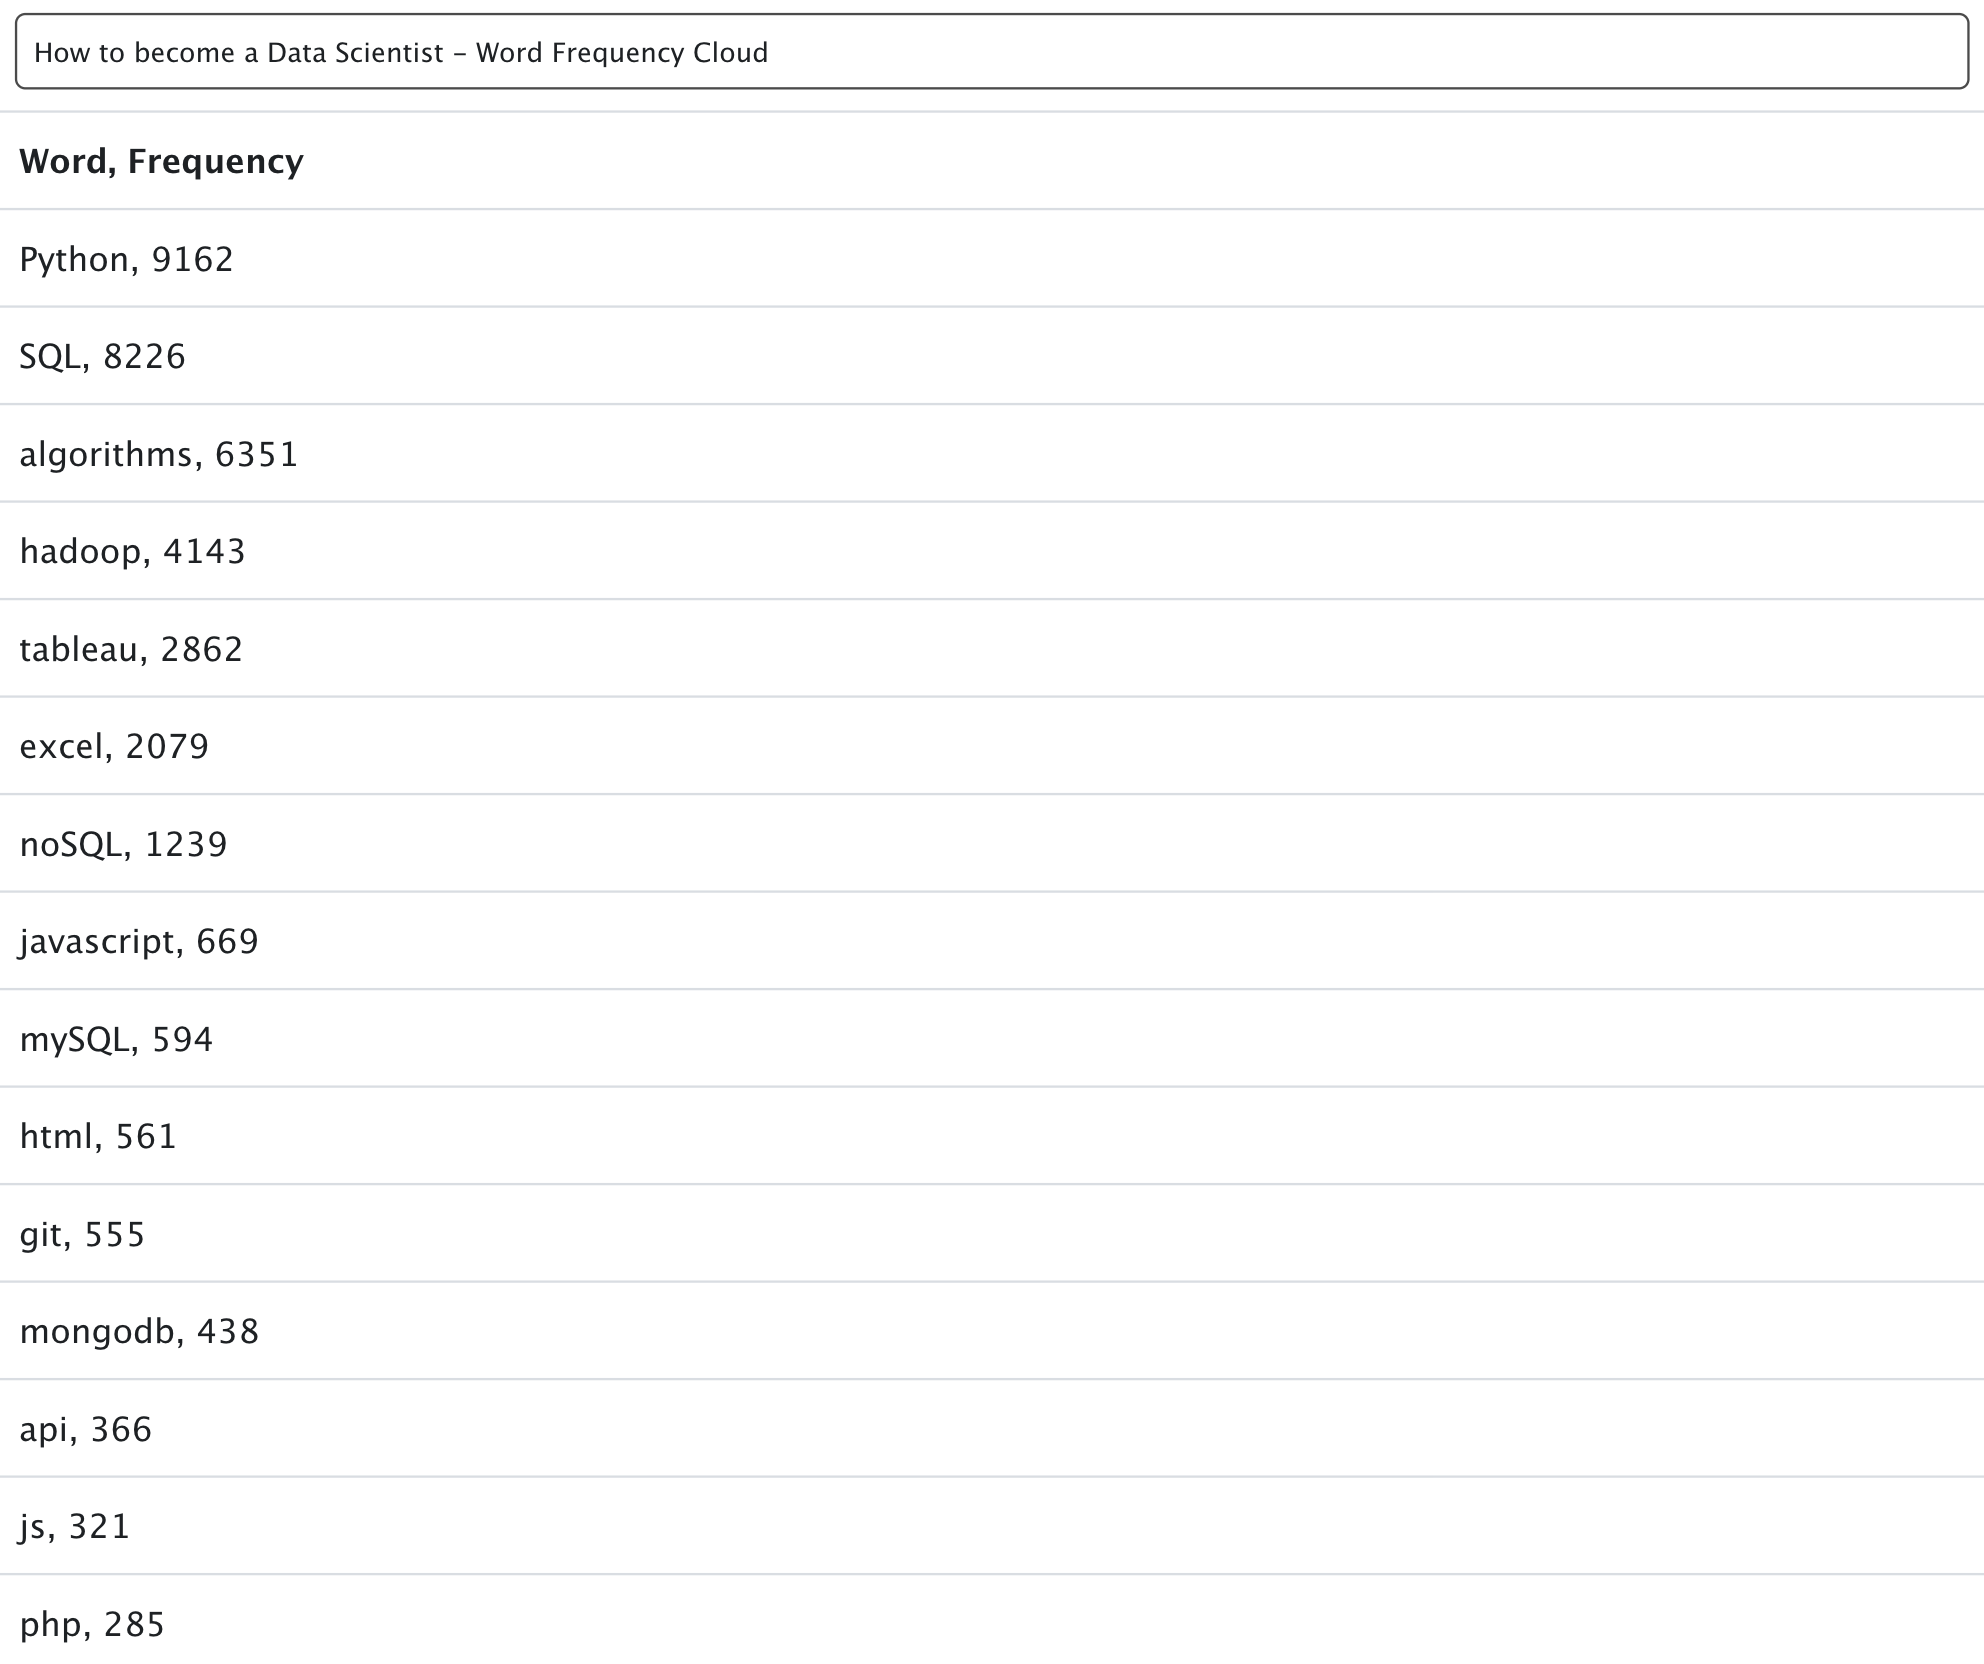 How to become a Data Scientist – Word Frequency Cloud
Word, Frequency
Python, 9162
SQL, 8226
algorithms, 6351
hadoop, 4143
tableau, 2862
excel, 2079
noSQL, 1239
javascript, 669
mySQL, 594
html, 561
git, 555
mongodb, 438
api, 366
js, 321
php, 285